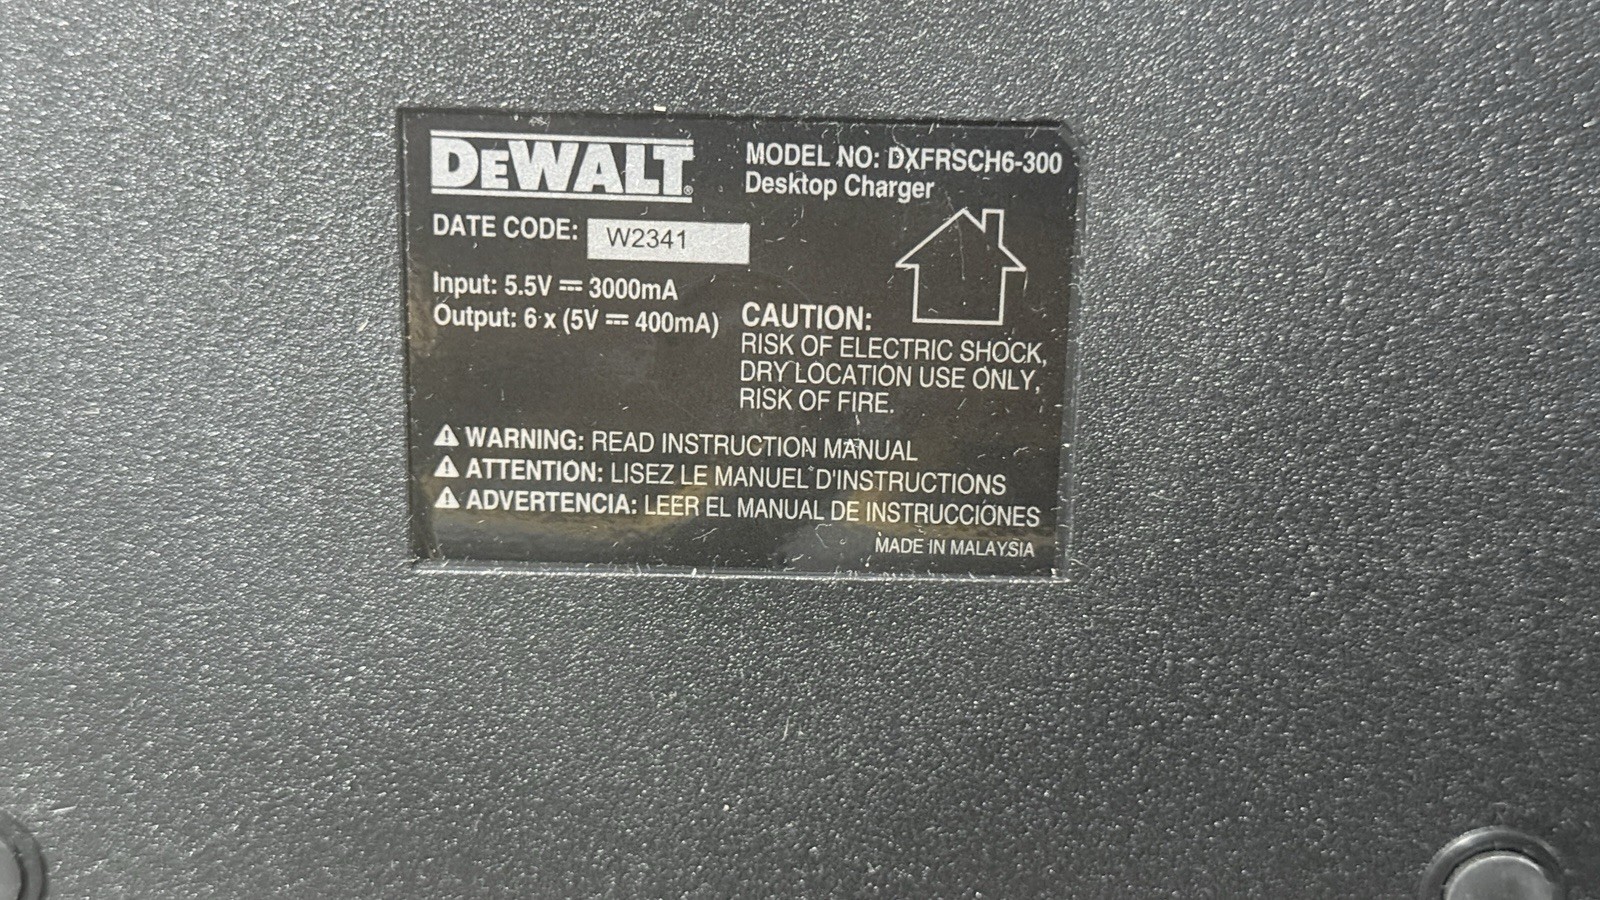 DEWALT®
MODEL NO: DXFRSCH6-300
Desktop Charger
DATE CODE: W2341
Input: 5.5V ⎓ 3000mA
Output: 6 x (5V ⎓ 400mA)
CAUTION:
RISK OF ELECTRIC SHOCK,
DRY LOCATION USE ONLY,
RISK OF FIRE.
⚠ WARNING: READ INSTRUCTION MANUAL
⚠ ATTENTION: LISEZ LE MANUEL D'INSTRUCTIONS
⚠ ADVERTENCIA: LEER EL MANUAL DE INSTRUCCIONES
MADE IN MALAYSIA